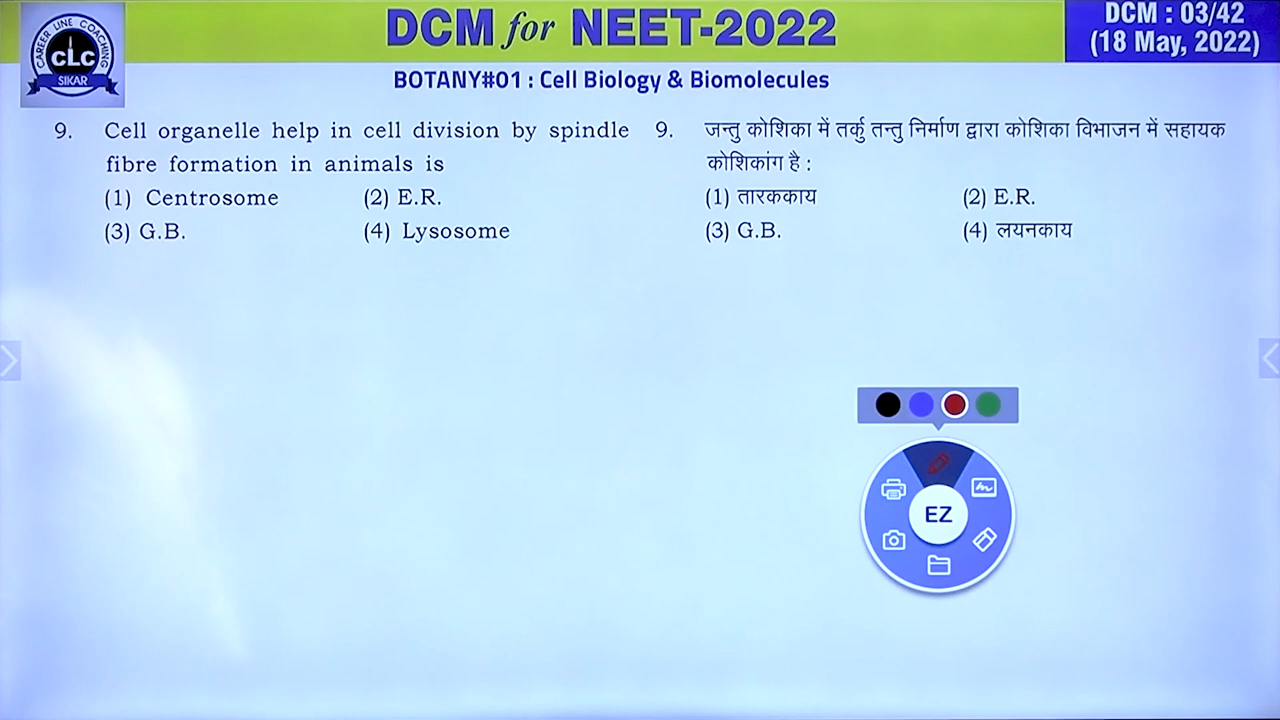 DCM for NEET-2022
DCM : 03/42
(18 May, 2022)
CAREER LINE COACHING
CLC
SIKAR
BOTANY#01 : Cell Biology & Biomolecules
9. Cell organelle help in cell division by spindle
fibre formation in animals is
(1) Centrosome (2) E.R.
(3) G.B. (4) Lysosome
9. जन्तु कोशिका में तर्कु तन्तु निर्माण द्वारा कोशिका विभाजन में सहायक
कोशिकांग है :
(1) तारककाय (2) E.R.
(3) G.B. (4) लयनकाय
EZ